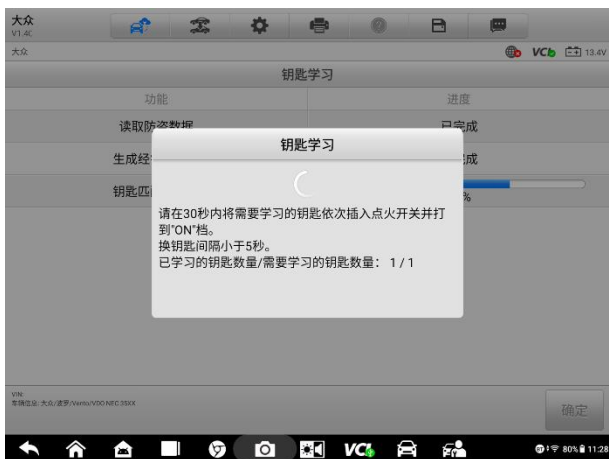 大众
V1.40
大众
VCI 13.4V
钥匙学习
功能 进度
读取防盗数据 已完成
钥匙学习
生成经 成
钥匙匹 %
请在30秒内将需要学习的钥匙依次插入点火开关并打
到"ON"档。
换钥匙间隔小于5秒。
已学习的钥匙数量/需要学习的钥匙数量: 1 / 1
VIN:
车辆信息: 大众/波罗/Vento/VDO NEC 35XX
确定
VCI 80% 11:28